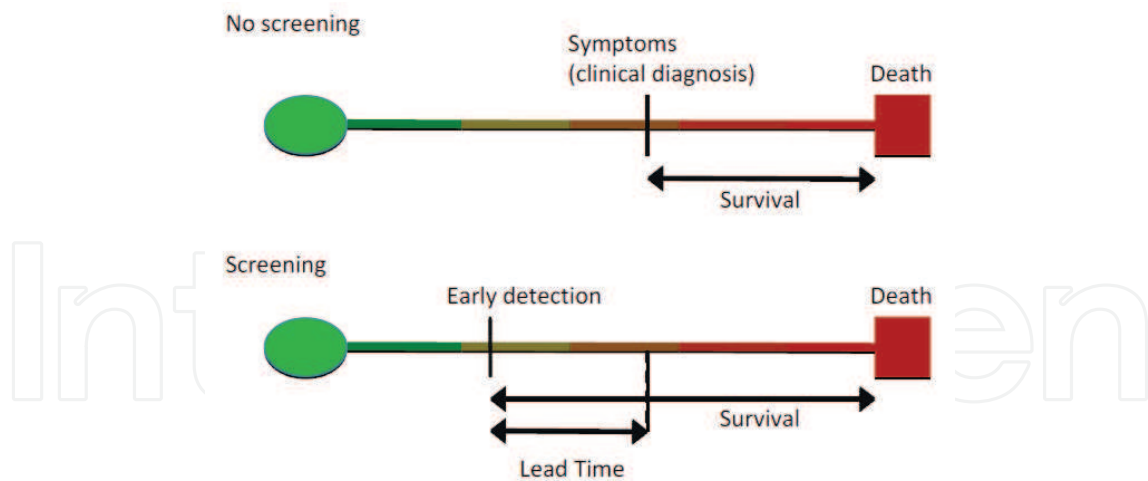 No screening
Symptoms
(clinical diagnosis)
Death
Survival
Screening
Early detection
Death
Survival
Lead Time